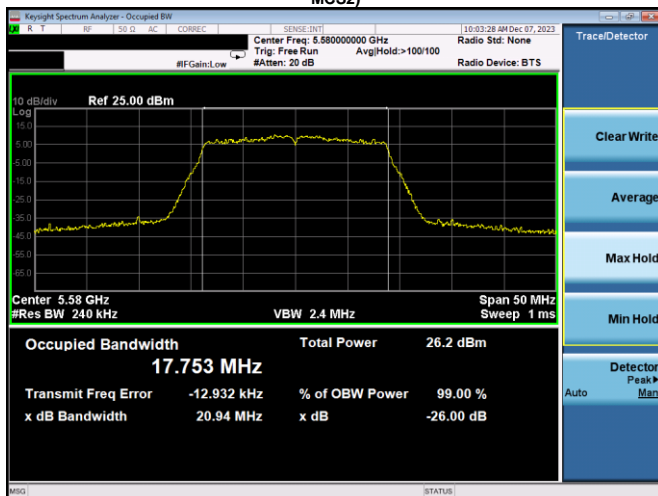 MCS2)
Keysight Spectrum Analyzer - Occupied BW
R T RF 50 Ω AC CORREC SENSE:INT 10:03:28 AM Dec 07, 2023
Center Freq: 5.580000000 GHz Radio Std: None
Trig: Free Run Avg|Hold:>100/100
#IFGain:Low #Atten: 20 dB Radio Device: BTS
Trace/Detector
10 dB/div Ref 25.00 dBm
Log
15.0
5.00
-5.00
-15.0
-25.0
-35.0
-45.0
-55.0
-65.0
Center 5.58 GHz Span 50 MHz
#Res BW 240 kHz VBW 2.4 MHz Sweep 1 ms
Occupied Bandwidth Total Power 26.2 dBm
17.753 MHz
Transmit Freq Error -12.932 kHz % of OBW Power 99.00 %
x dB Bandwidth 20.94 MHz x dB -26.00 dB
Clear Write
Average
Max Hold
Min Hold
Detector
Peak▶
Auto Man
MSG STATUS